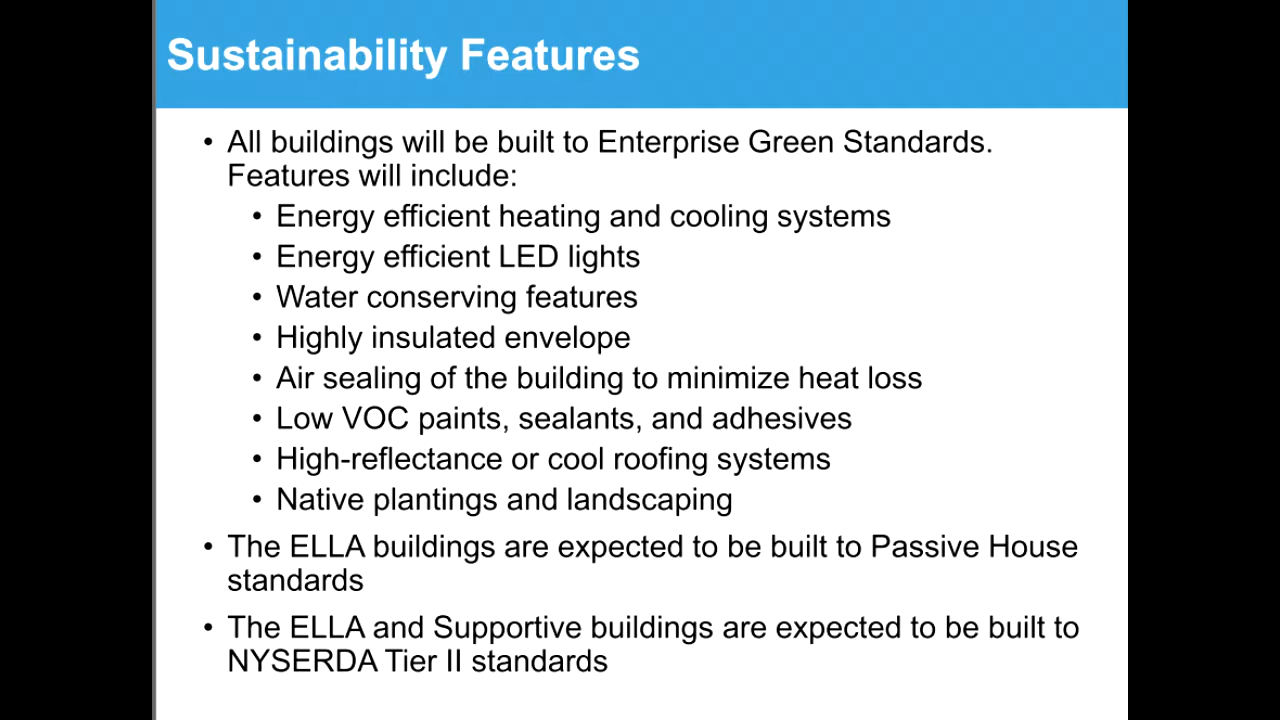 Sustainability Features
• All buildings will be built to Enterprise Green Standards.
Features will include:
• Energy efficient heating and cooling systems
• Energy efficient LED lights
• Water conserving features
• Highly insulated envelope
• Air sealing of the building to minimize heat loss
• Low VOC paints, sealants, and adhesives
• High-reflectance or cool roofing systems
• Native plantings and landscaping
• The ELLA buildings are expected to be built to Passive House
standards
• The ELLA and Supportive buildings are expected to be built to
NYSERDA Tier II standards